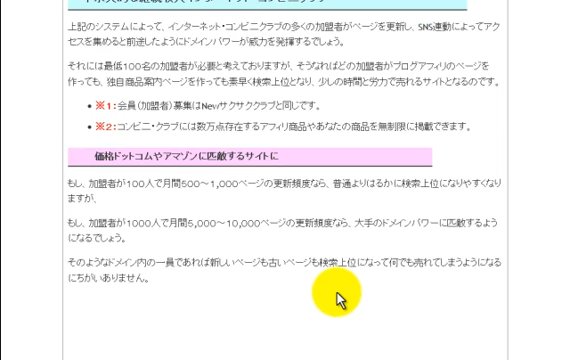 上記のシステムによって、インターネット・コンビニクラブの多くの加盟者がページを更新し、SNS連動によってアク
セスを集めると前述したようにドメインパワーが威力を発揮するでしょう。
それには最低100名の加盟者が必要と考えておりますが、そうなればどの加盟者がブログアフィリのページを
作っても、独自商品案内ページを作っても素早く検索上位となり、少しの時間と労力で売れるサイトとなるのです。
・※1:会員(加盟者)募集はNewサクサククラブと同じです。
・※2:コンビニ・クラブには数万点存在するアフィリ商品やあなたの商品を無制限に掲載できます。
価格ドットコムやアマゾンに匹敵するサイトに
もし、加盟者が100人で月間500～1,000ページの更新頻度なら、普通よりはるかに検索上位になりやすくなり
ますが、
もし、加盟者が1000人で月間5,000～10,000ページの更新頻度なら、大手のドメインパワーに匹敵するよう
になるでしょう。
そのようなドメイン内の一員であれば新しいページも古いページも検索上位になって何でも売れてしまうようになる
にちがいありません。